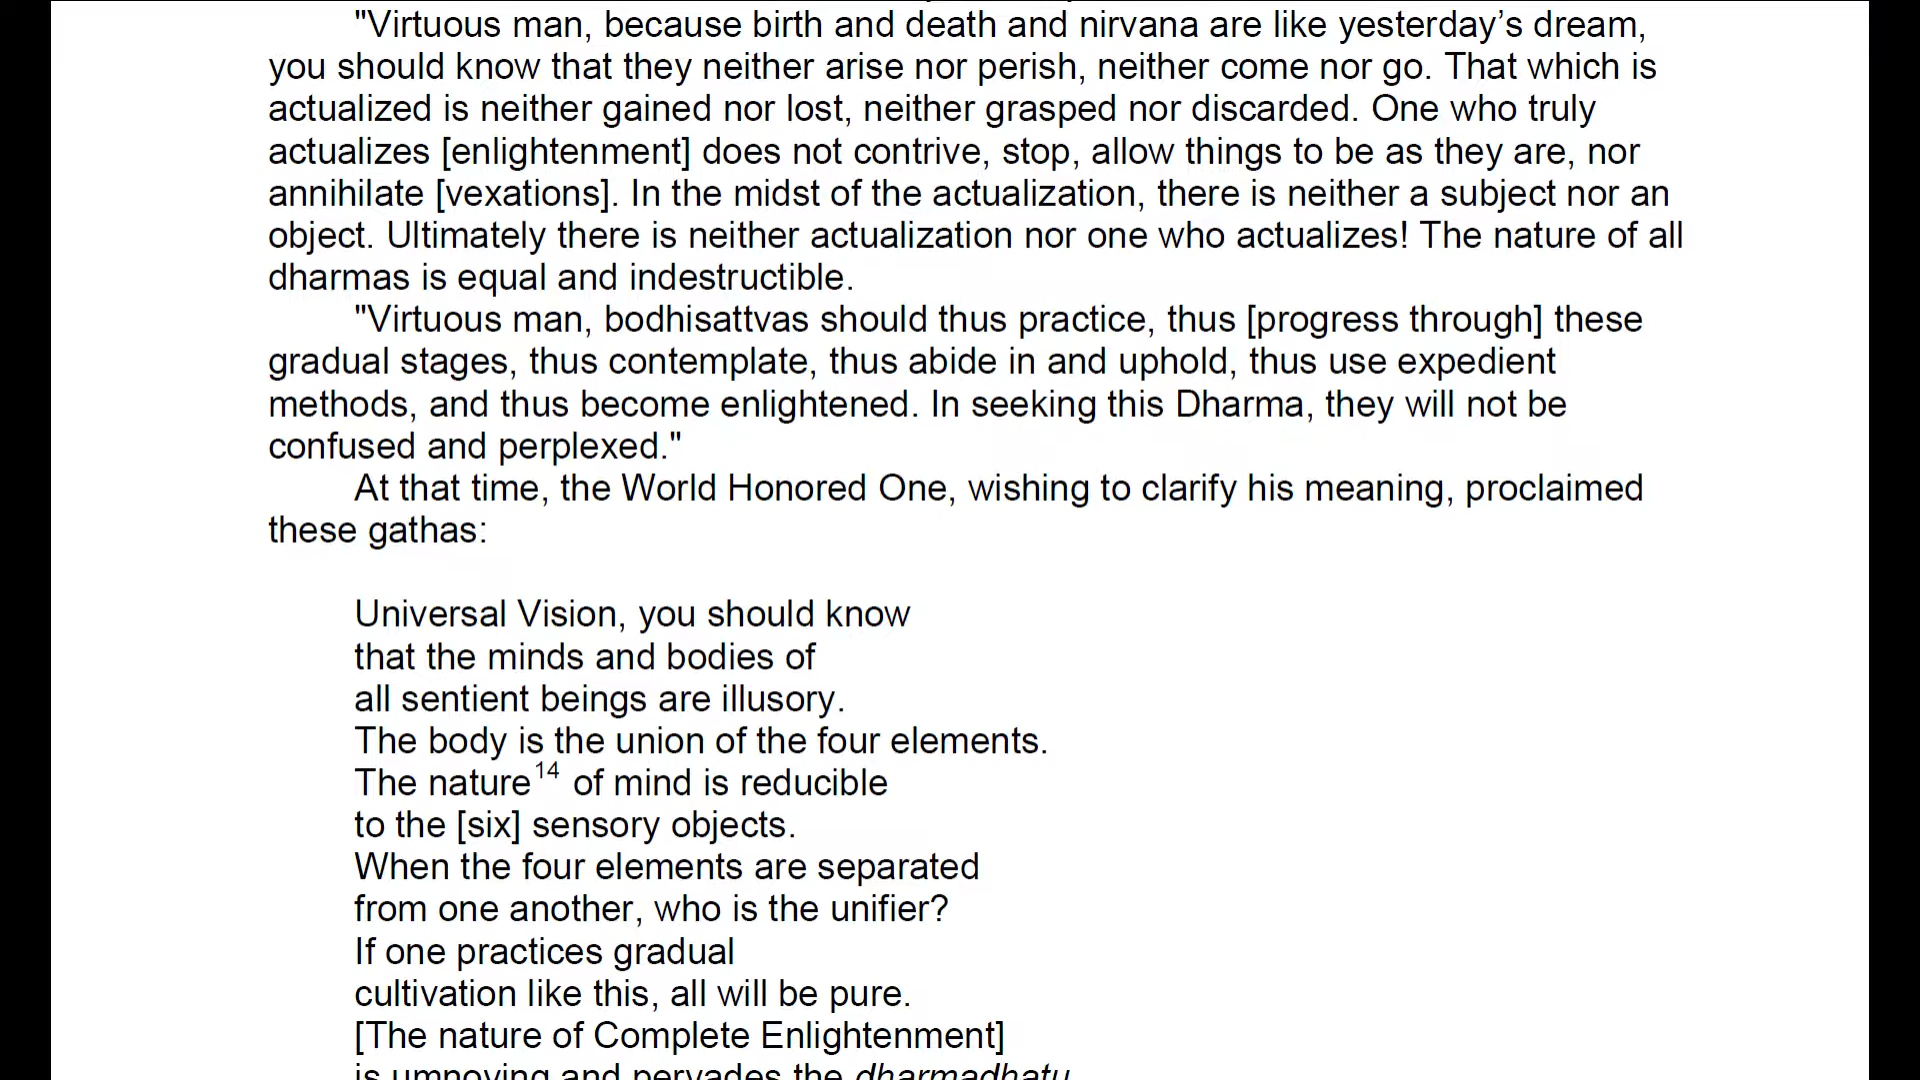 "Virtuous man, because birth and death and nirvana are like yesterday’s dream,
you should know that they neither arise nor perish, neither come nor go. That which is
actualized is neither gained nor lost, neither grasped nor discarded. One who truly
actualizes [enlightenment] does not contrive, stop, allow things to be as they are, nor
annihilate [vexations]. In the midst of the actualization, there is neither a subject nor an
object. Ultimately there is neither actualization nor one who actualizes! The nature of all
dharmas is equal and indestructible.
"Virtuous man, bodhisattvas should thus practice, thus [progress through] these
gradual stages, thus contemplate, thus abide in and uphold, thus use expedient
methods, and thus become enlightened. In seeking this Dharma, they will not be
confused and perplexed."
At that time, the World Honored One, wishing to clarify his meaning, proclaimed
these gathas:
Universal Vision, you should know
that the minds and bodies of
all sentient beings are illusory.
The body is the union of the four elements.
The nature14 of mind is reducible
to the [six] sensory objects.
When the four elements are separated
from one another, who is the unifier?
If one practices gradual
cultivation like this, all will be pure.
[The nature of Complete Enlightenment]
is unmoving and pervades the dharmadhatu